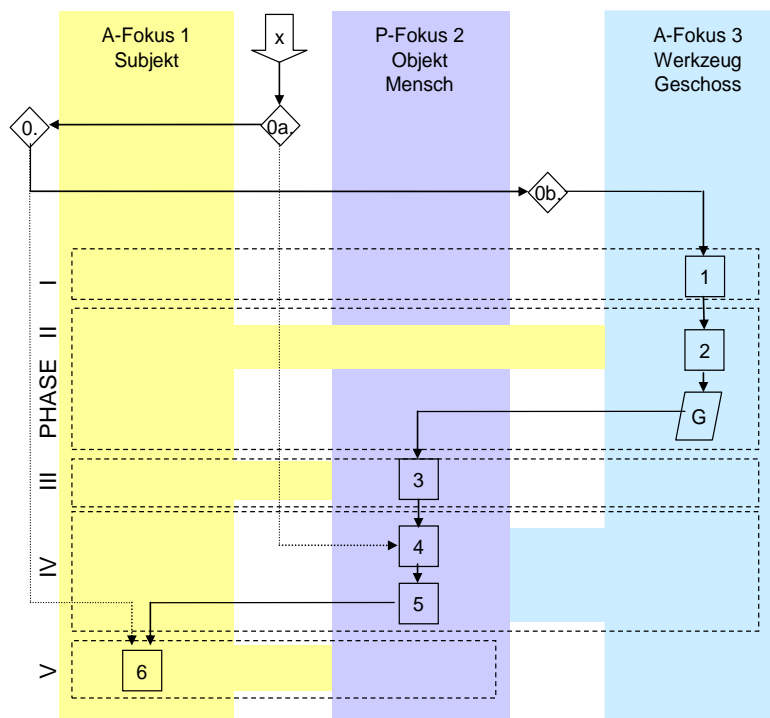 A-Fokus 1
Subjekt
x
P-Fokus 2
Objekt
Mensch
A-Fokus 3
Werkzeug
Geschoss
0.
0a.
0b.
I
1
PHASE II
2
G
III
3
IV
4
5
V
6